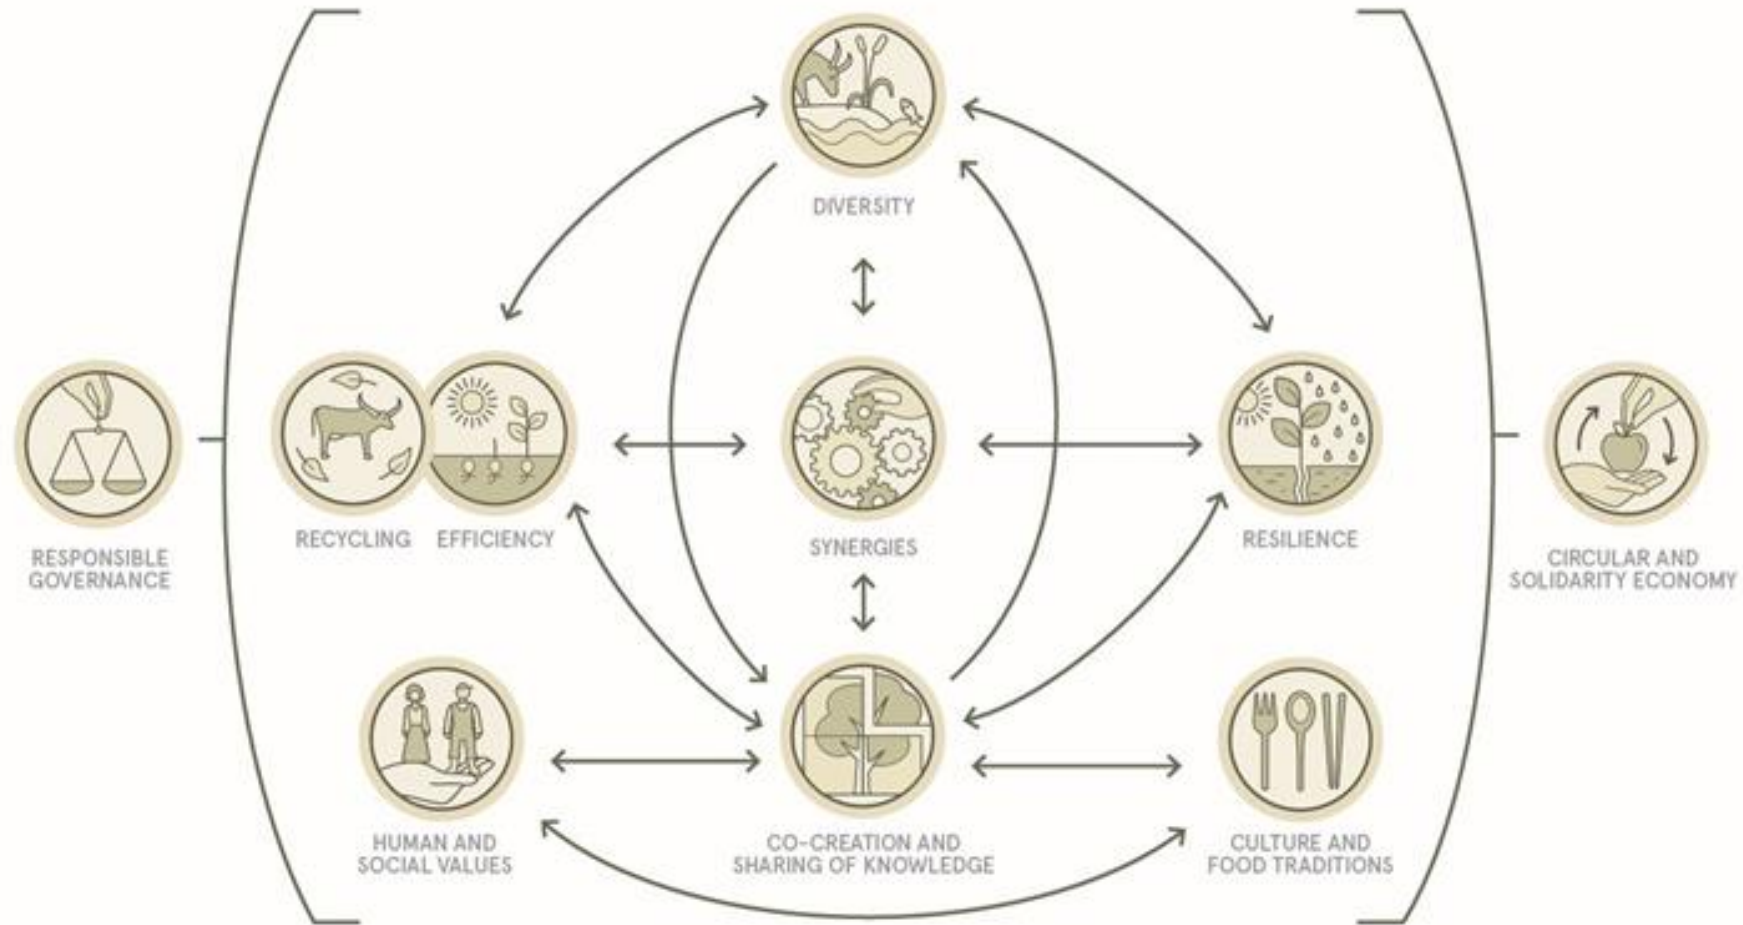 DIVERSITY
RECYCLING
EFFICIENCY
SYNERGIES
RESILIENCE
RESPONSIBLE
GOVERNANCE
CIRCULAR AND
SOLIDARITY ECONOMY
HUMAN AND
SOCIAL VALUES
CO-CREATION AND
SHARING OF KNOWLEDGE
CULTURE AND
FOOD TRADITIONS